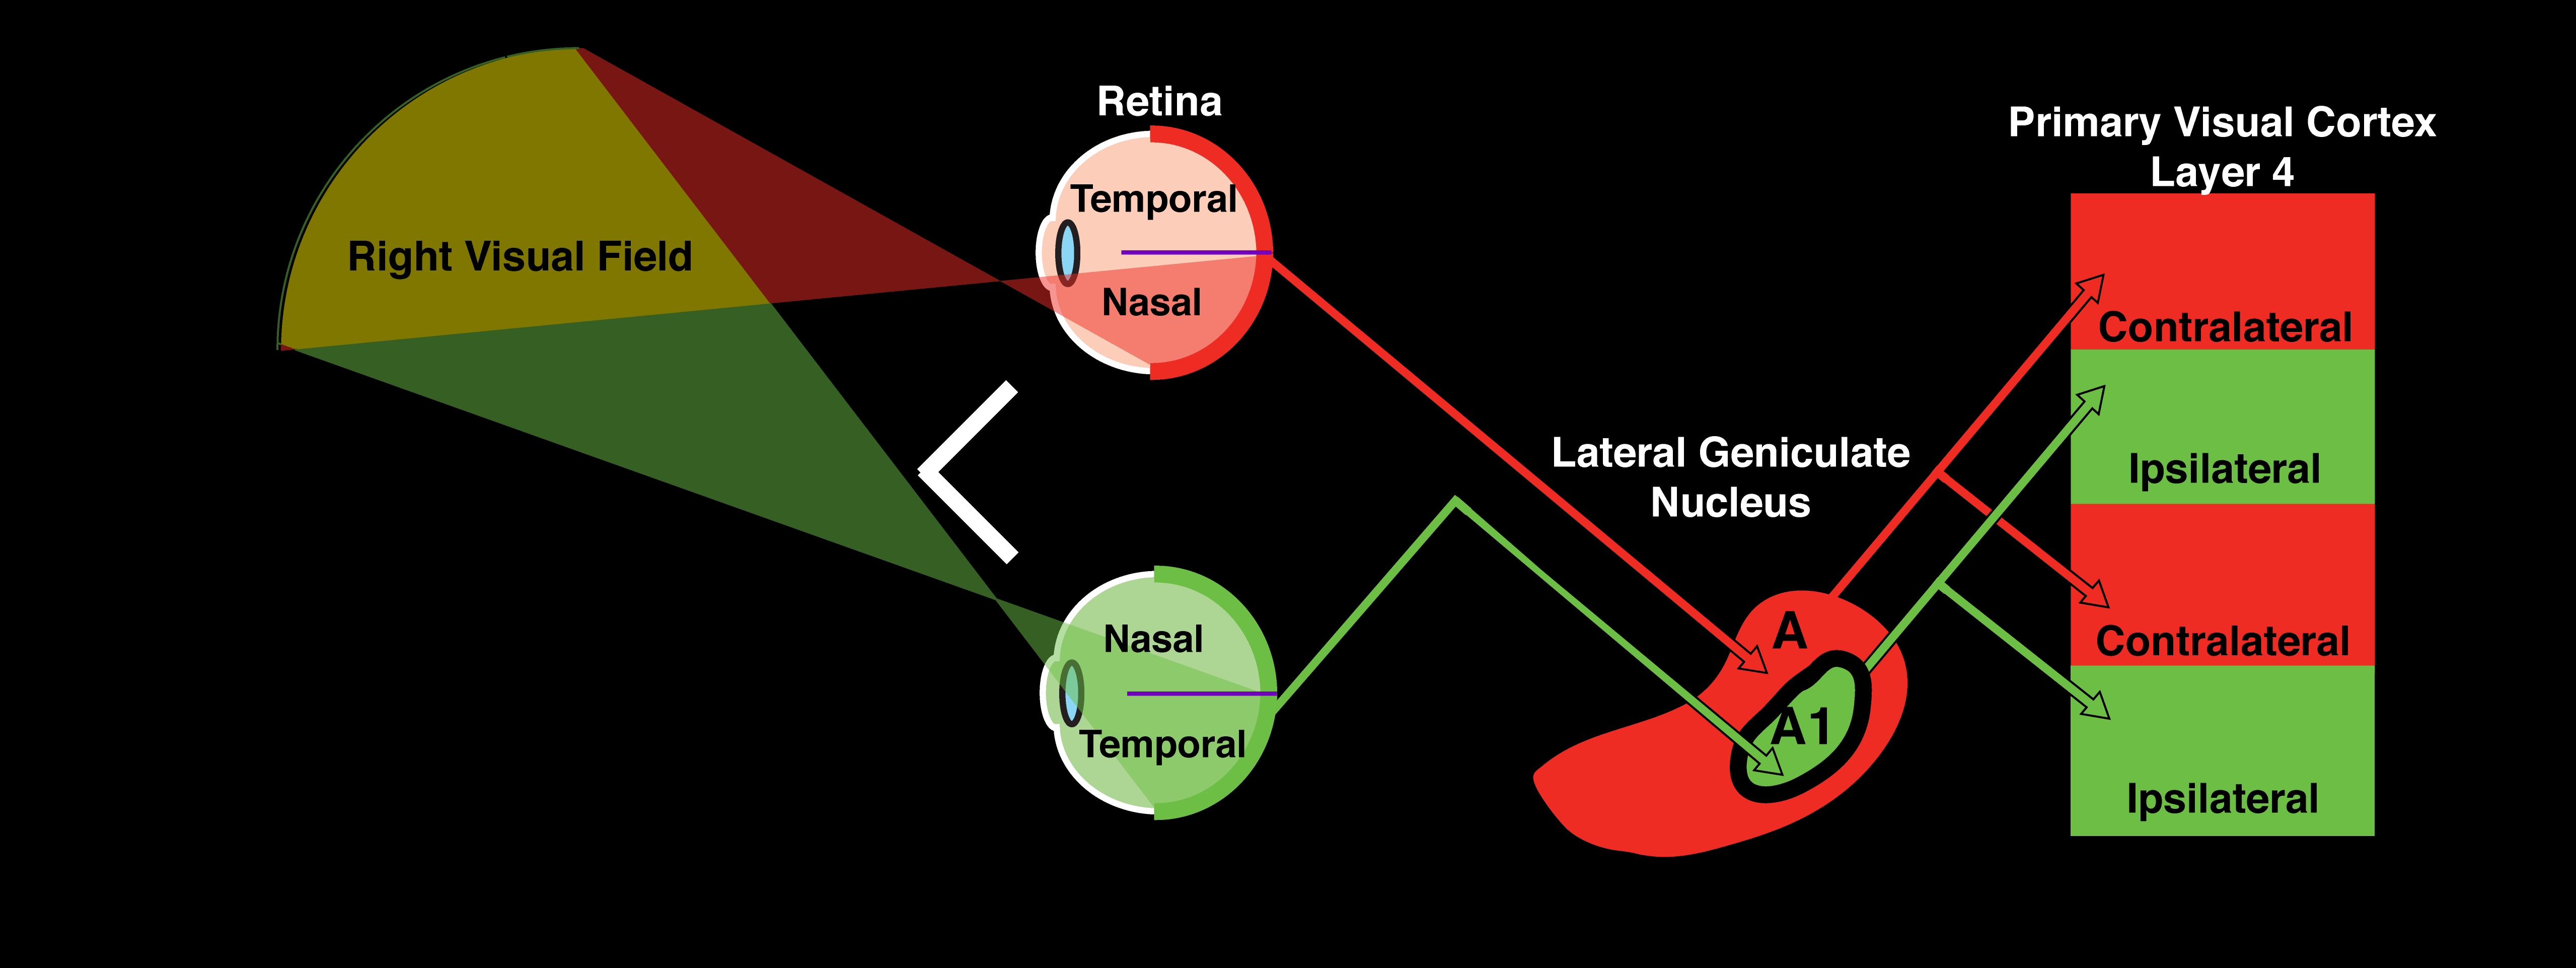 Retina
Primary Visual Cortex
Layer 4
Temporal
Right Visual Field
Nasal
Contralateral
Lateral Geniculate
Nucleus
Ipsilateral
Nasal
A
Contralateral
Temporal
A1
Ipsilateral